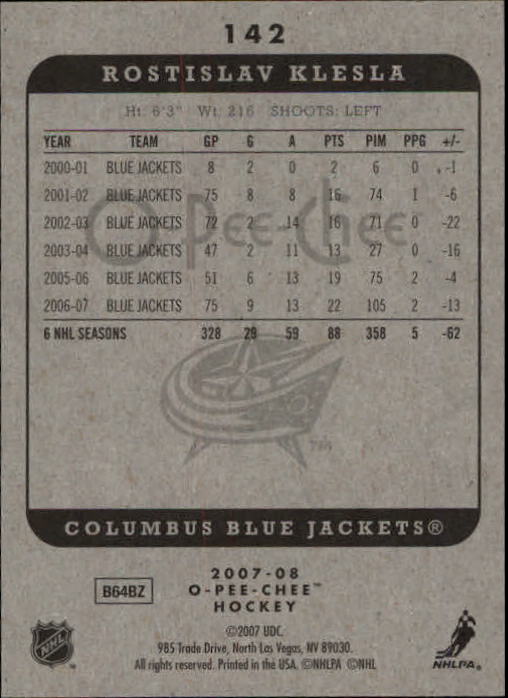 142
ROSTISLAV KLESLA
Ht: 6'3" Wt: 216 SHOOTS: LEFT
YEAR TEAM GP G A PTS PIM PPG +/-
2000-01 BLUE JACKETS 8 2 0 2 6 0 -1
2001-02 BLUE JACKETS 75 8 8 16 74 1 -6
2002-03 BLUE JACKETS 72 2 14 16 71 0 -22
2003-04 BLUE JACKETS 47 2 11 13 27 0 -16
2005-06 BLUE JACKETS 51 6 13 19 75 2 -4
2006-07 BLUE JACKETS 75 9 13 22 105 2 -13
6 NHL SEASONS 328 29 59 88 358 5 -62
O-Pee-Chee
TM
COLUMBUS BLUE JACKETS®
2007-08
B64BZ O-PEE-CHEE™
HOCKEY
©2007 UDC.
985 Trade Drive, North Las Vegas, NV 89030.
All rights reserved. Printed in the USA. ©NHLPA ©NHL
NHL
NHLPA®